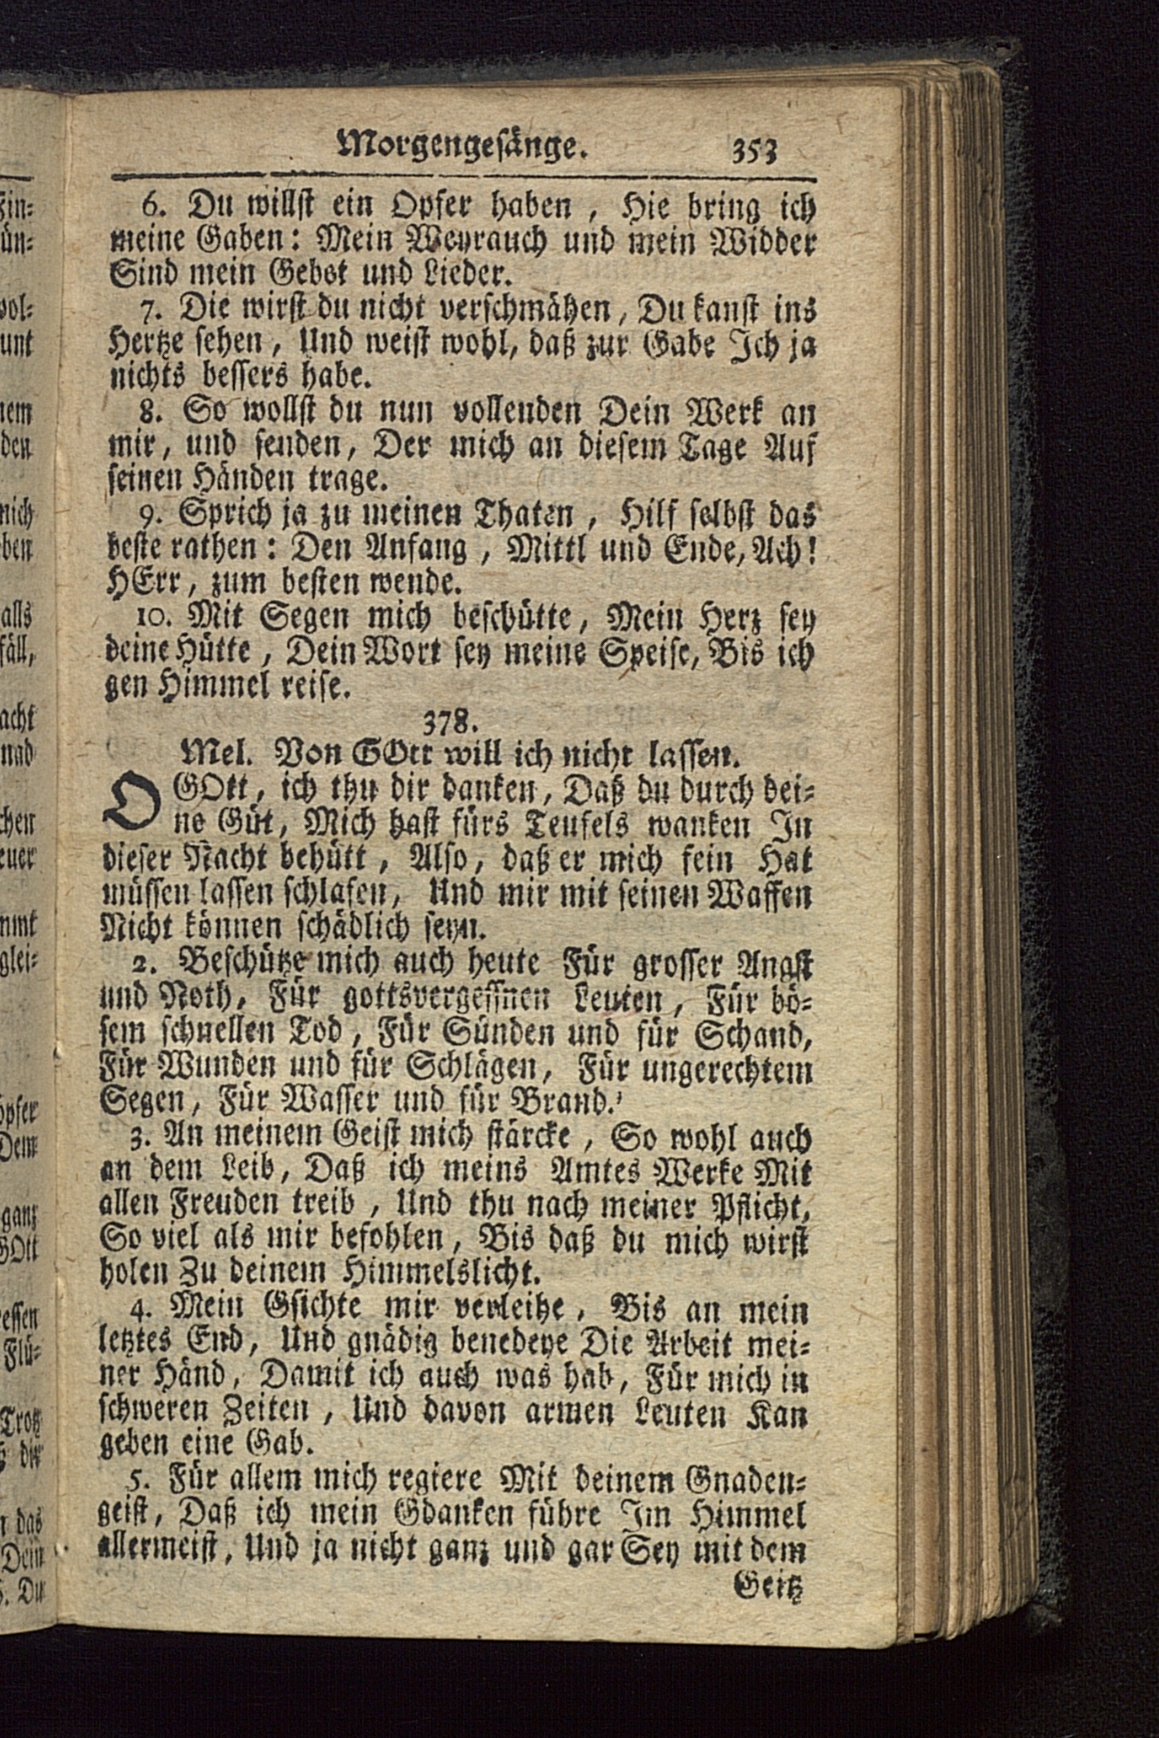 Morgengesänge. 353
6. Du willst ein Opfer haben, Hie bring ich
meine Gaben: Mein Weyrauch und mein Widder
Sind mein Gebet und Lieder.
7. Die wirst du nicht verschmähen, Du kanst ins
Hertze sehen, Und weist wohl, daß zur Gabe Ich ja
nichts bessers habe.
8. So wollst du nun vollenden Dein Werk an
mir, und senden, Der mich an diesem Tage Auf
seinen Händen trage.
9. Sprich ja zu meinen Thaten, Hilf selbst das
beste rathen: Den Anfang, Mittl und Ende, Ach!
HErr, zum besten wende.
10. Mit Segen mich beschütte, Mein Herz sey
deine Hütte, Dein Wort sey meine Speise, Bis ich
gen Himmel reise.
378.
Mel. Von GOtt will ich nicht lassen.
O GOtt, ich thu dir danken, Daß du durch dei-
ne Güt, Mich hast fürs Teufels wanken In
dieser Nacht behütt, Also, daß er mich fein Hat
müssen lassen schlafen, Und mir mit seinen Waffen
Nicht können schädlich seyn.
2. Beschütze mich auch heute Für grosser Angst
und Noth, Für gottsvergessnen Leuten, Für bö-
sem schnellen Tod, Für Sünden und für Schand,
Für Wunden und für Schlägen, Für ungerechtem
Segen, Für Wasser und für Brand.
3. An meinem Geist mich stärcke, So wohl auch
an dem Leib, Daß ich meins Amtes Werke Mit
allen Freuden treib, Und thu nach meiner Pflicht,
So viel als mir befohlen, Bis daß du mich wirst
holen Zu deinem Himmelslicht.
4. Mein Gsichte mir verleihe, Bis an mein
letztes End, Und gnädig benedeye Die Arbeit mei-
ner Händ, Damit ich auch was hab, Für mich in
schweren Zeiten, Und davon armen Leuten Kan
geben eine Gab.
5. Für allem mich regiere Mit deinem Gnaden-
geist, Daß ich mein Gdanken führe Im Himmel
allermeist, Und ja nicht ganz und gar Sey mit dem
Geitz